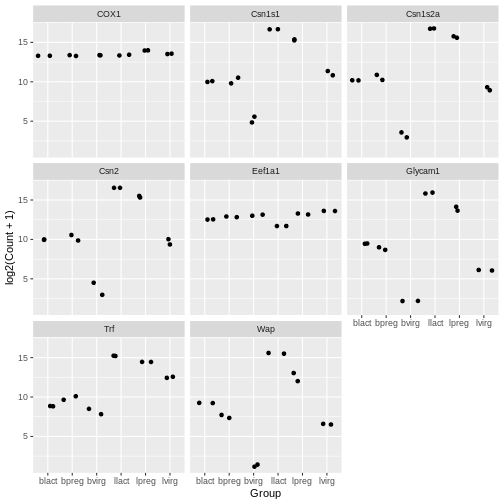 COX1 Csn1s1 Csn1s2a
15
10
5
Csn2 Eef1a1 Glycam1
15
10
5
blact bpreg bvirg llact lpreg lvirg
Trf Wap
15
10
5
blact bpreg bvirg llact lpreg lvirg blact bpreg bvirg llact lpreg lvirg
Group
log2(Count + 1)